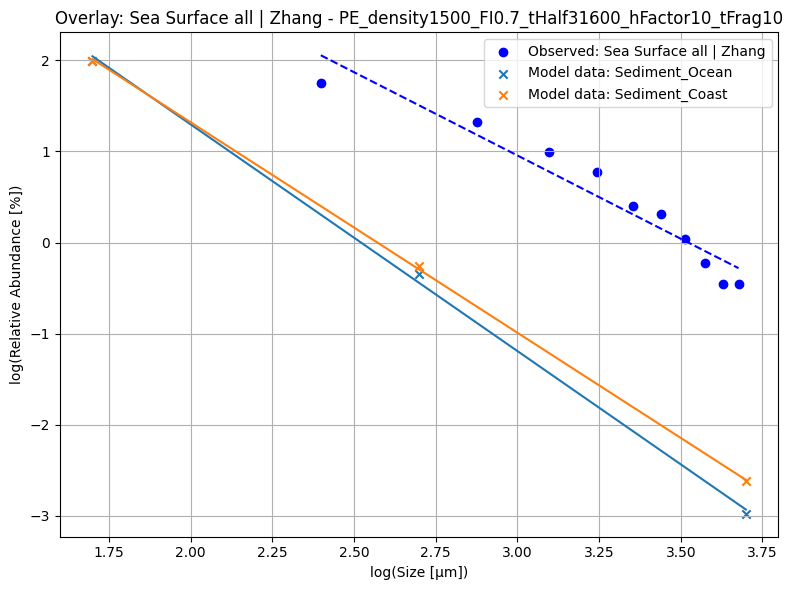 Overlay: Sea Surface all | Zhang - PE_density1500_FI0.7_tHalf31600_hFactor10_tFrag10
Observed: Sea Surface all | Zhang
Model data: Sediment_Ocean
Model data: Sediment_Coast
log(Relative Abundance [%])
2
1
0
−1
−2
−3
1.75
2.00
2.25
2.50
2.75
3.00
3.25
3.50
3.75
log(Size [µm])